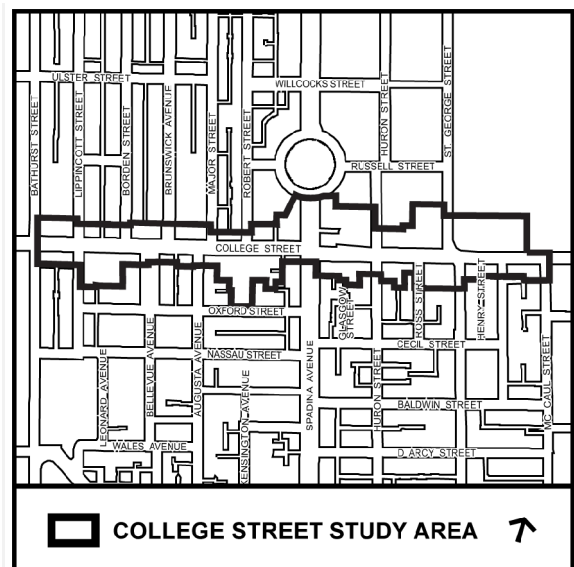 ULSTER STREET
WILLCOCKS STREET
BATHURST STREET
LIPPINCOTT STREET
BORDEN STREET
BRUNSWICK AVENUE
MAJOR STREET
ROBERT STREET
HURON STREET
ST. GEORGE STREET
RUSSELL STREET
COLLEGE STREET
OXFORD STREET
GLASGOW STREET
ROSS STREET
HENRY STREET
CECIL STREET
NASSAU STREET
LEONARD AVENUE
BELLEVUE AVENUE
AUGUSTA AVENUE
KENSINGTON AVENUE
SPADINA AVENUE
HURON STREET
BALDWIN STREET
MC CAUL STREET
WALES AVENUE
D ARCY STREET
COLLEGE STREET STUDY AREA